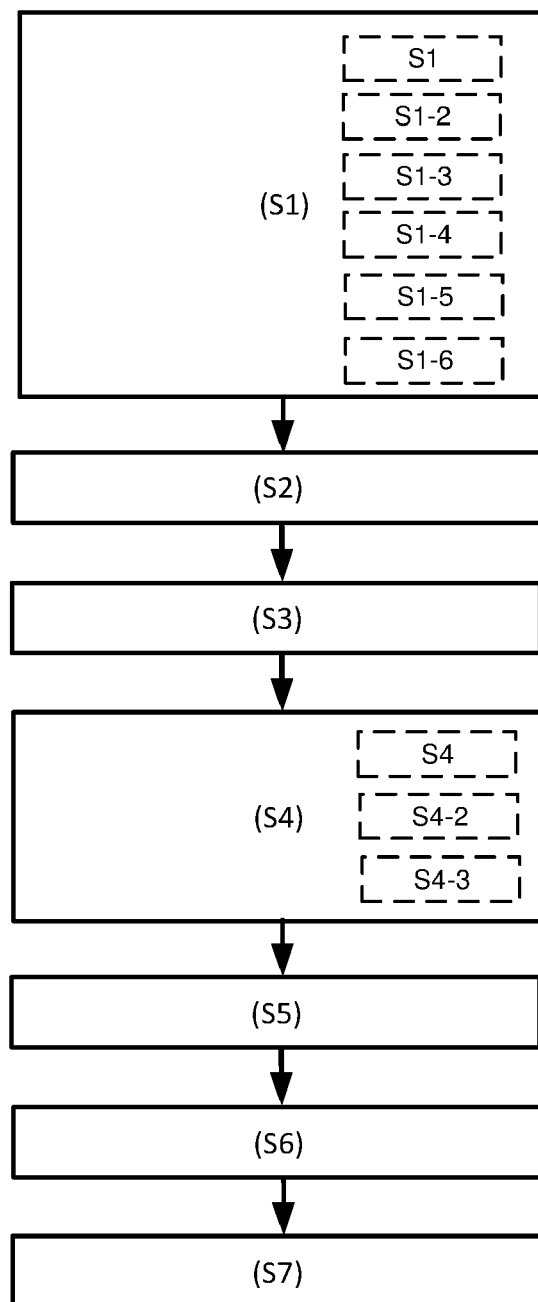 S1
S1-2
S1-3
(S1)
S1-4
S1-5
S1-6
(S2)
(S3)
S4
(S4)
S4-2
S4-3
(S5)
(S6)
(S7)